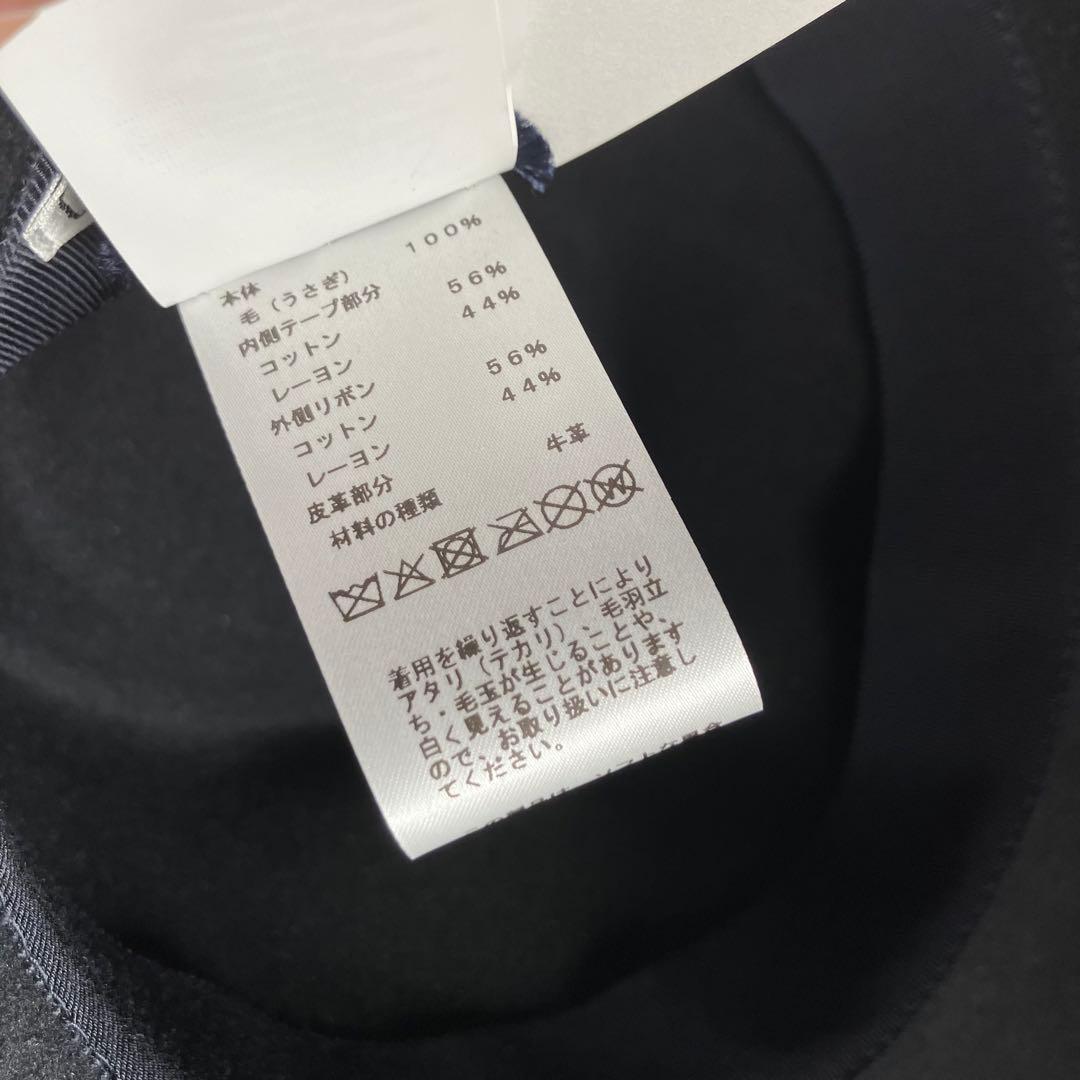 本体
毛(うさぎ) 100%
内側テープ部分
コットン 56%
レーヨン 44%
外側リボン
コットン 56%
レーヨン 44%
皮革部分
材料の種類 牛革
着用を繰り返すことにより
アタリ(テカリ)、毛羽立
ち・毛玉が生じることや、
白く見えることがあります
ので、お取り扱いに注意し
てください。